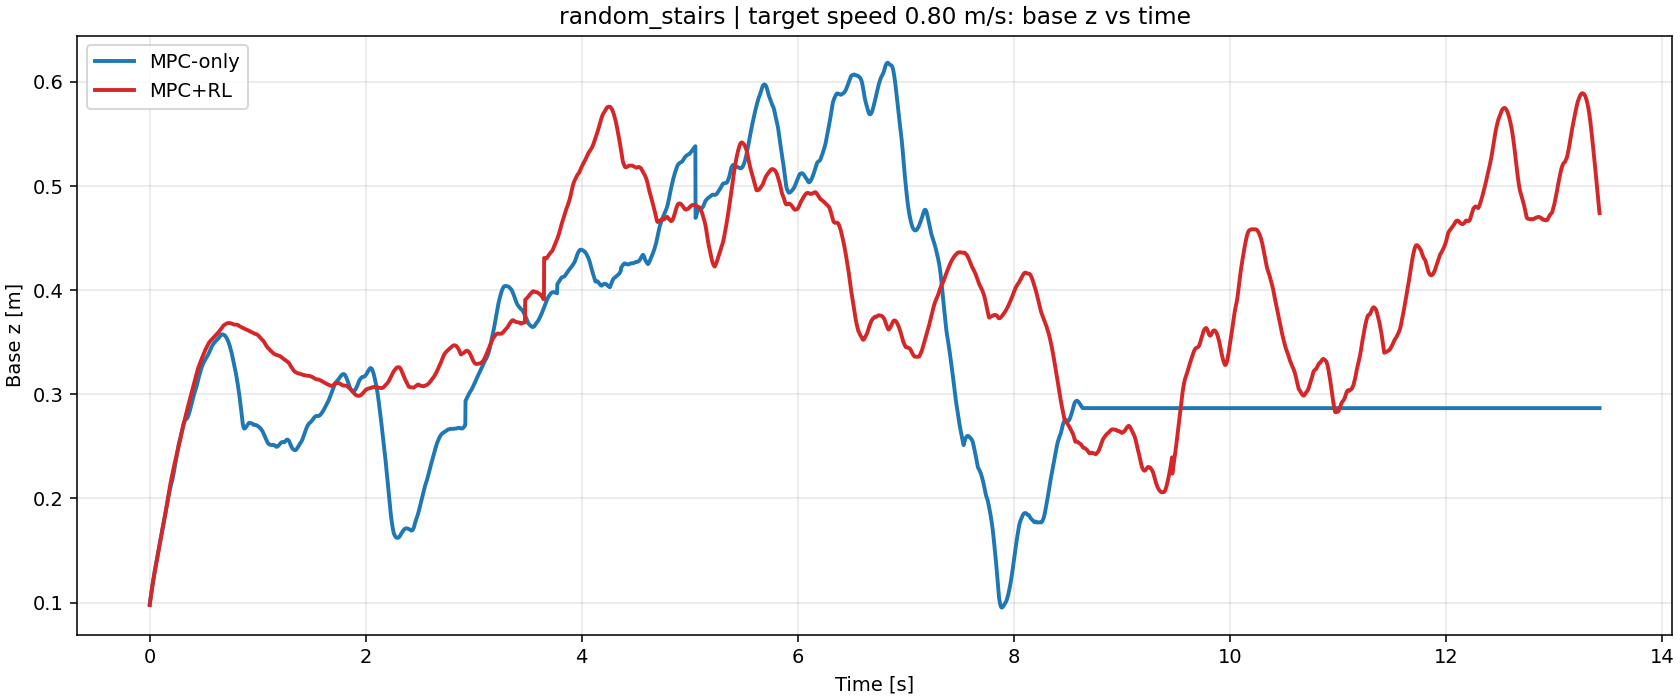 random_stairs | target speed 0.80 m/s: base z vs time
MPC-only
MPC+RL
Base z [m]
0.6
0.5
0.4
0.3
0.2
0.1
0 2 4 6 8 10 12 14
Time [s]